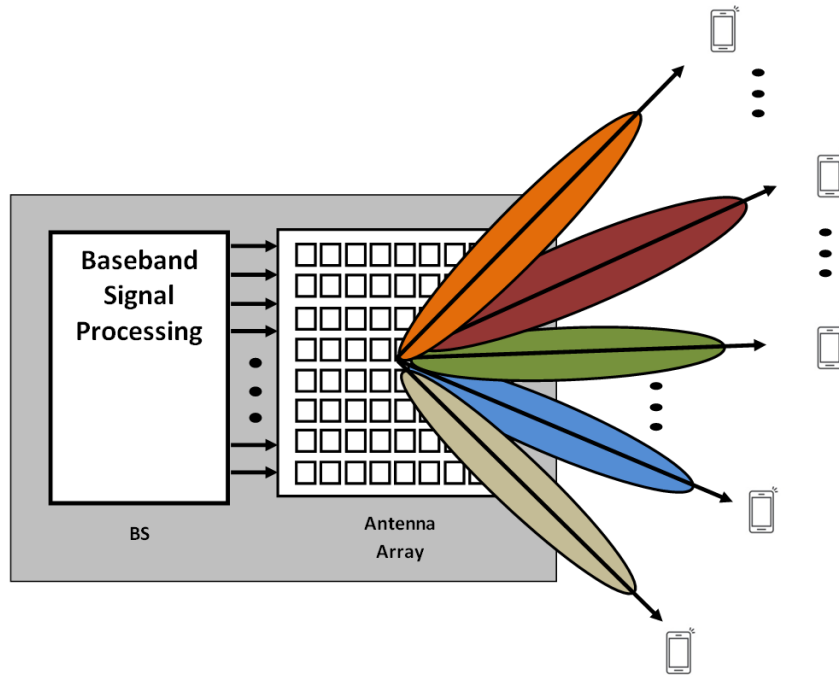 Baseband
Signal
Processing
BS
Antenna
Array